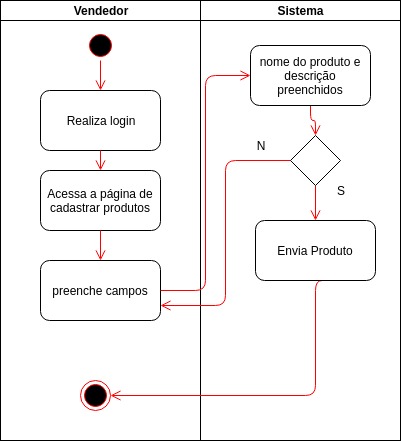 Vendedor
Sistema
Realiza login
Acessa a página de
cadastrar produtos
preenche campos
nome do produto e
descrição
preenchidos
N
S
Envia Produto